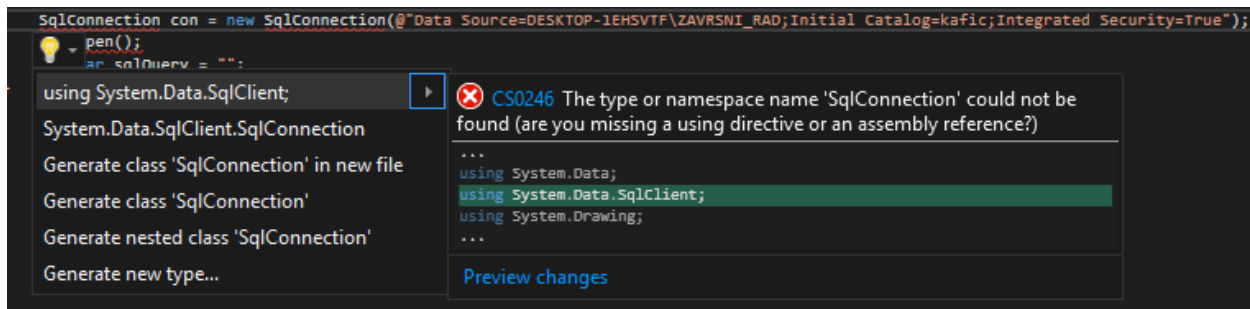 SqlConnection con = new SqlConnection(@"Data Source=DESKTOP-1EHSVTF\ZAVRSNI_RAD;Initial Catalog=kafic;Integrated Security=True");
pen();
ar sqlQuery = "";
using System.Data.SqlClient;
System.Data.SqlClient.SqlConnection
Generate class 'SqlConnection' in new file
Generate class 'SqlConnection'
Generate nested class 'SqlConnection'
Generate new type...
CS0246 The type or namespace name 'SqlConnection' could not be
found (are you missing a using directive or an assembly reference?)
...
using System.Data;
using System.Data.SqlClient;
using System.Drawing;
...
Preview changes